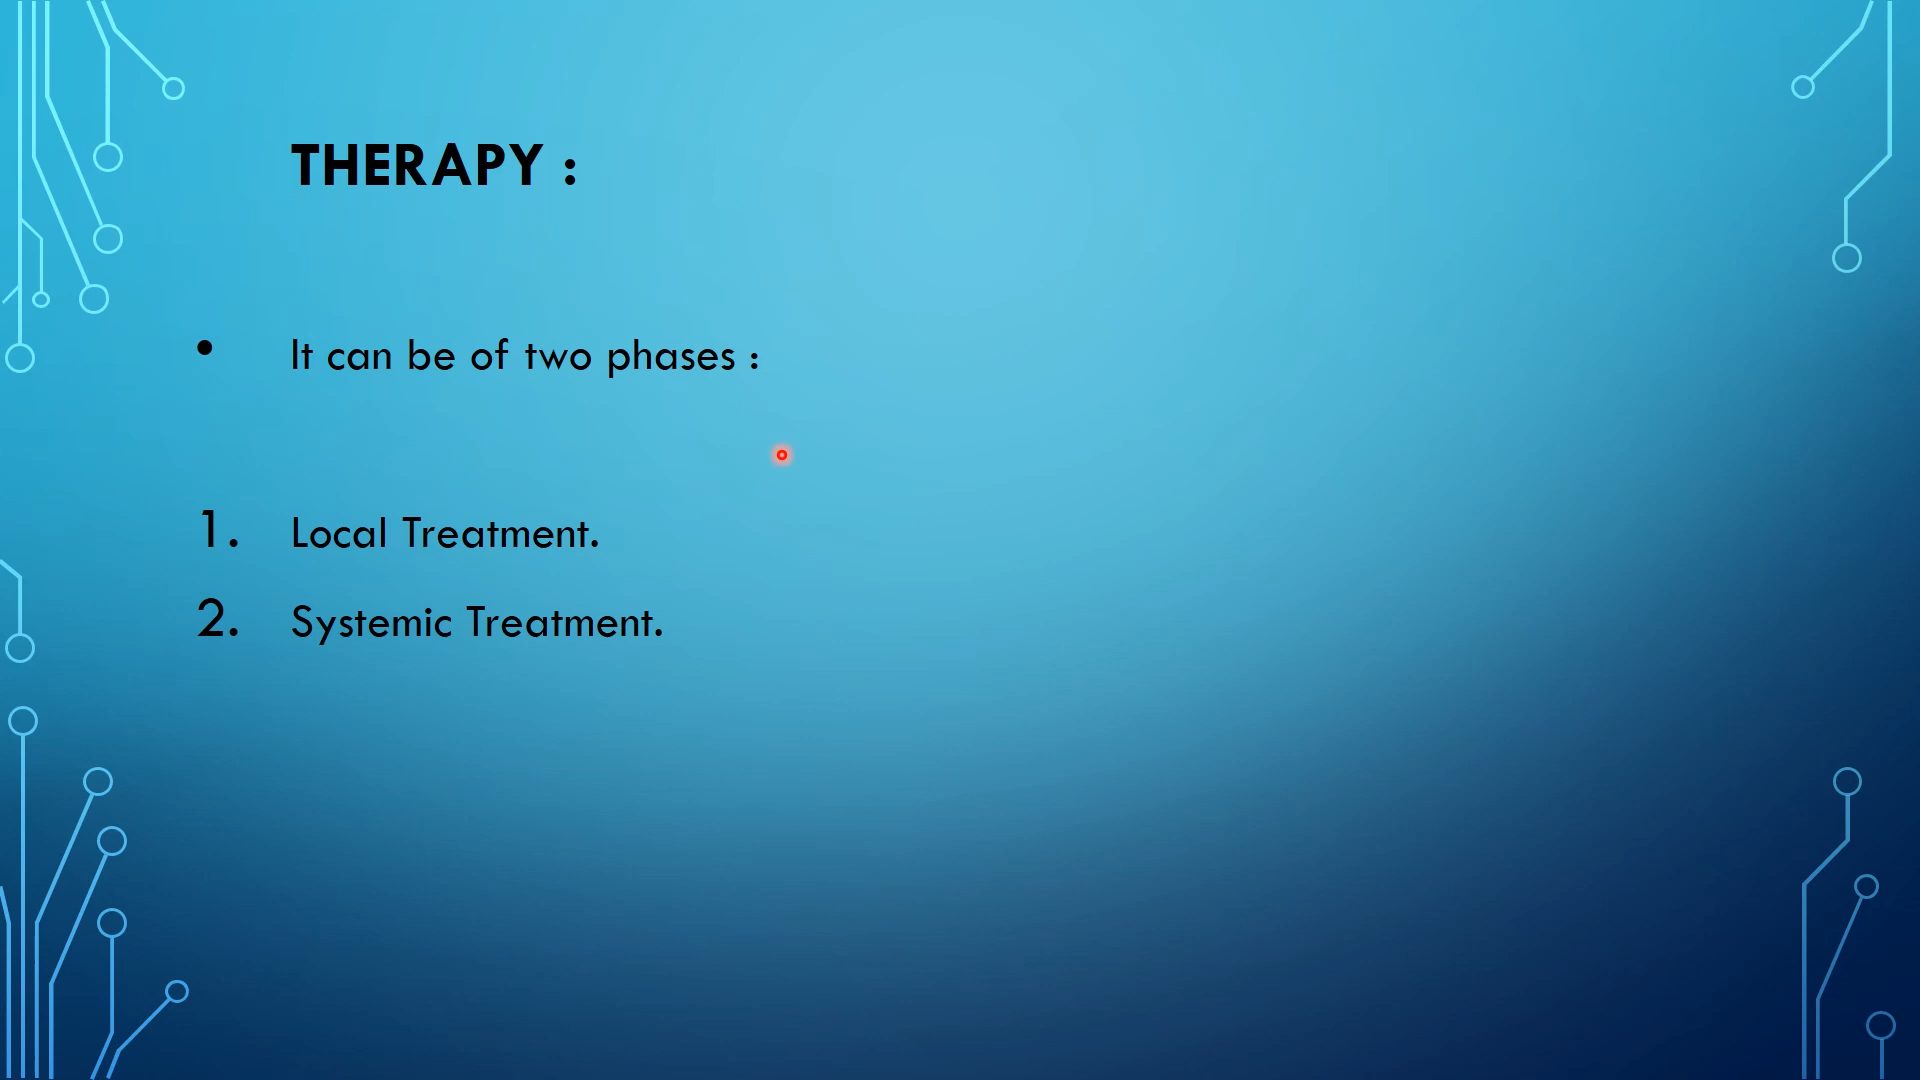 THERAPY :
• It can be of two phases :
1. Local Treatment.
2. Systemic Treatment.